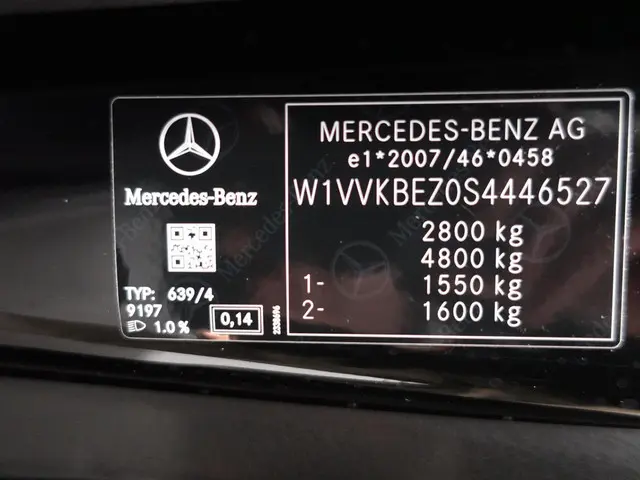 Mercedes-Benz
TYP: 639/4
9197
1.0 %
0,14
2338696
MERCEDES-BENZ AG
e1*2007/46*0458
W1VVKBEZ0S4446527
2800 kg
4800 kg
1- 1550 kg
2- 1600 kg